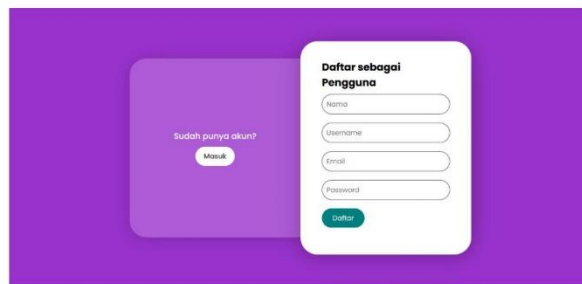 Sudah punya akun?
Masuk
Daftar sebagai
Pengguna
Nama
Username
Email
Password
Daftar